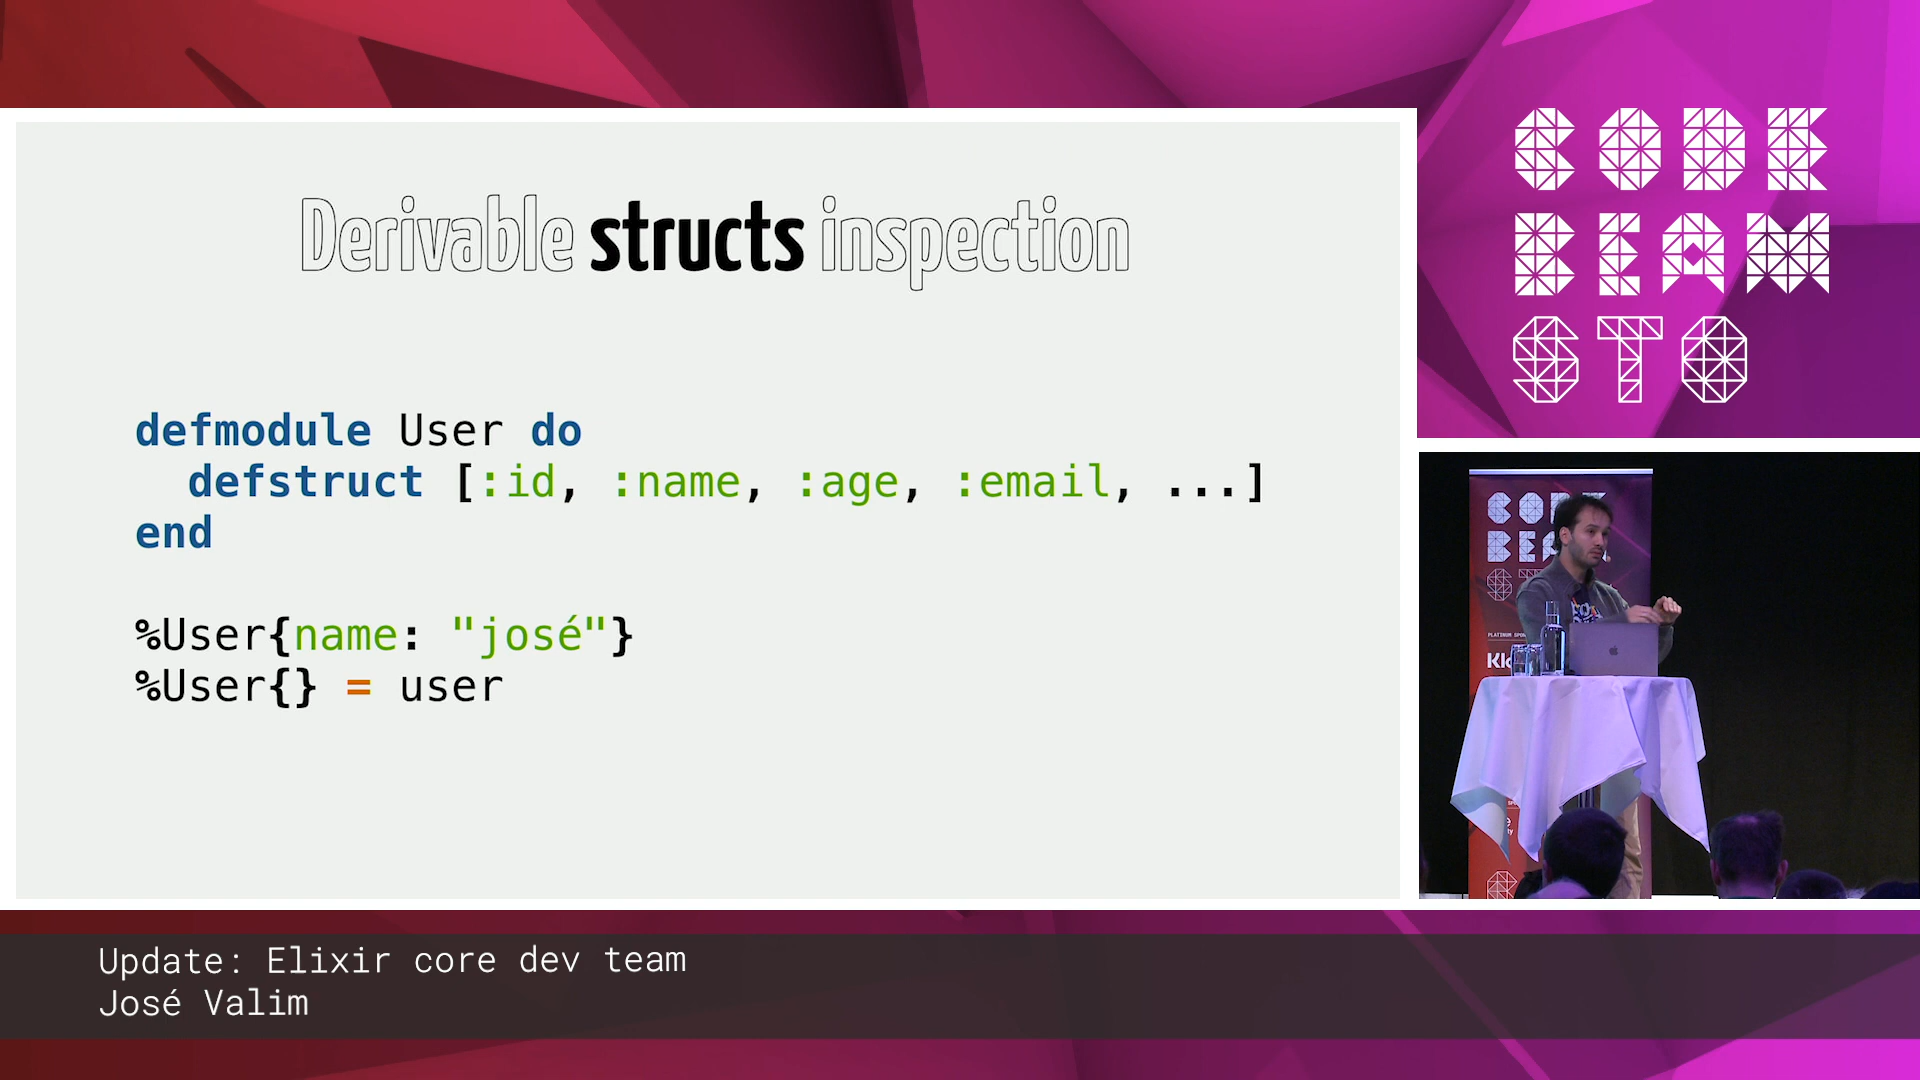 Derivable structs inspection
defmodule User do
  defstruct [:id, :name, :age, :email, ...]
end
%User{name: "josé"}
%User{} = user
CODE
BEAM
STO
PLATINUM
Update: Elixir core dev team
José Valim